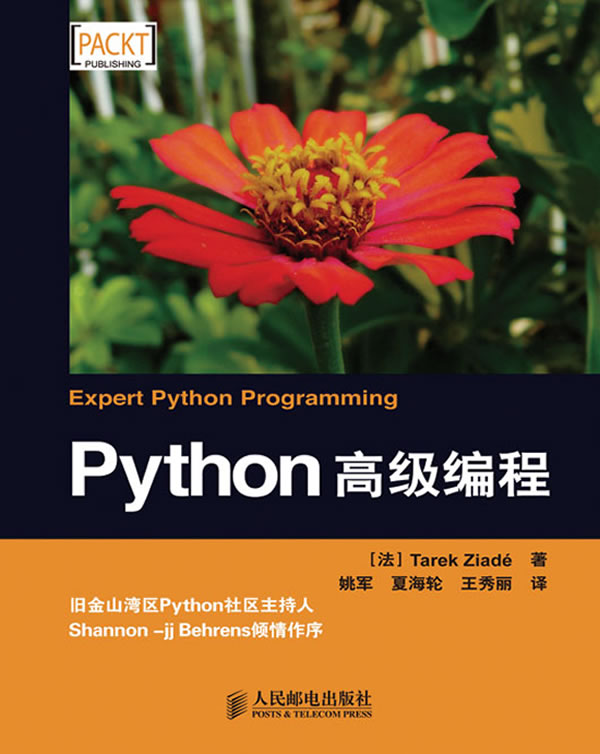 PACKT
PUBLISHING
Expert Python Programming
Python 高级编程
[法] Tarek Ziadé 著
姚军 夏海轮 王秀丽 译
旧金山湾区Python社区主持人
Shannon -jj Behrens倾情作序
人民邮电出版社
POSTS & TELECOM PRESS